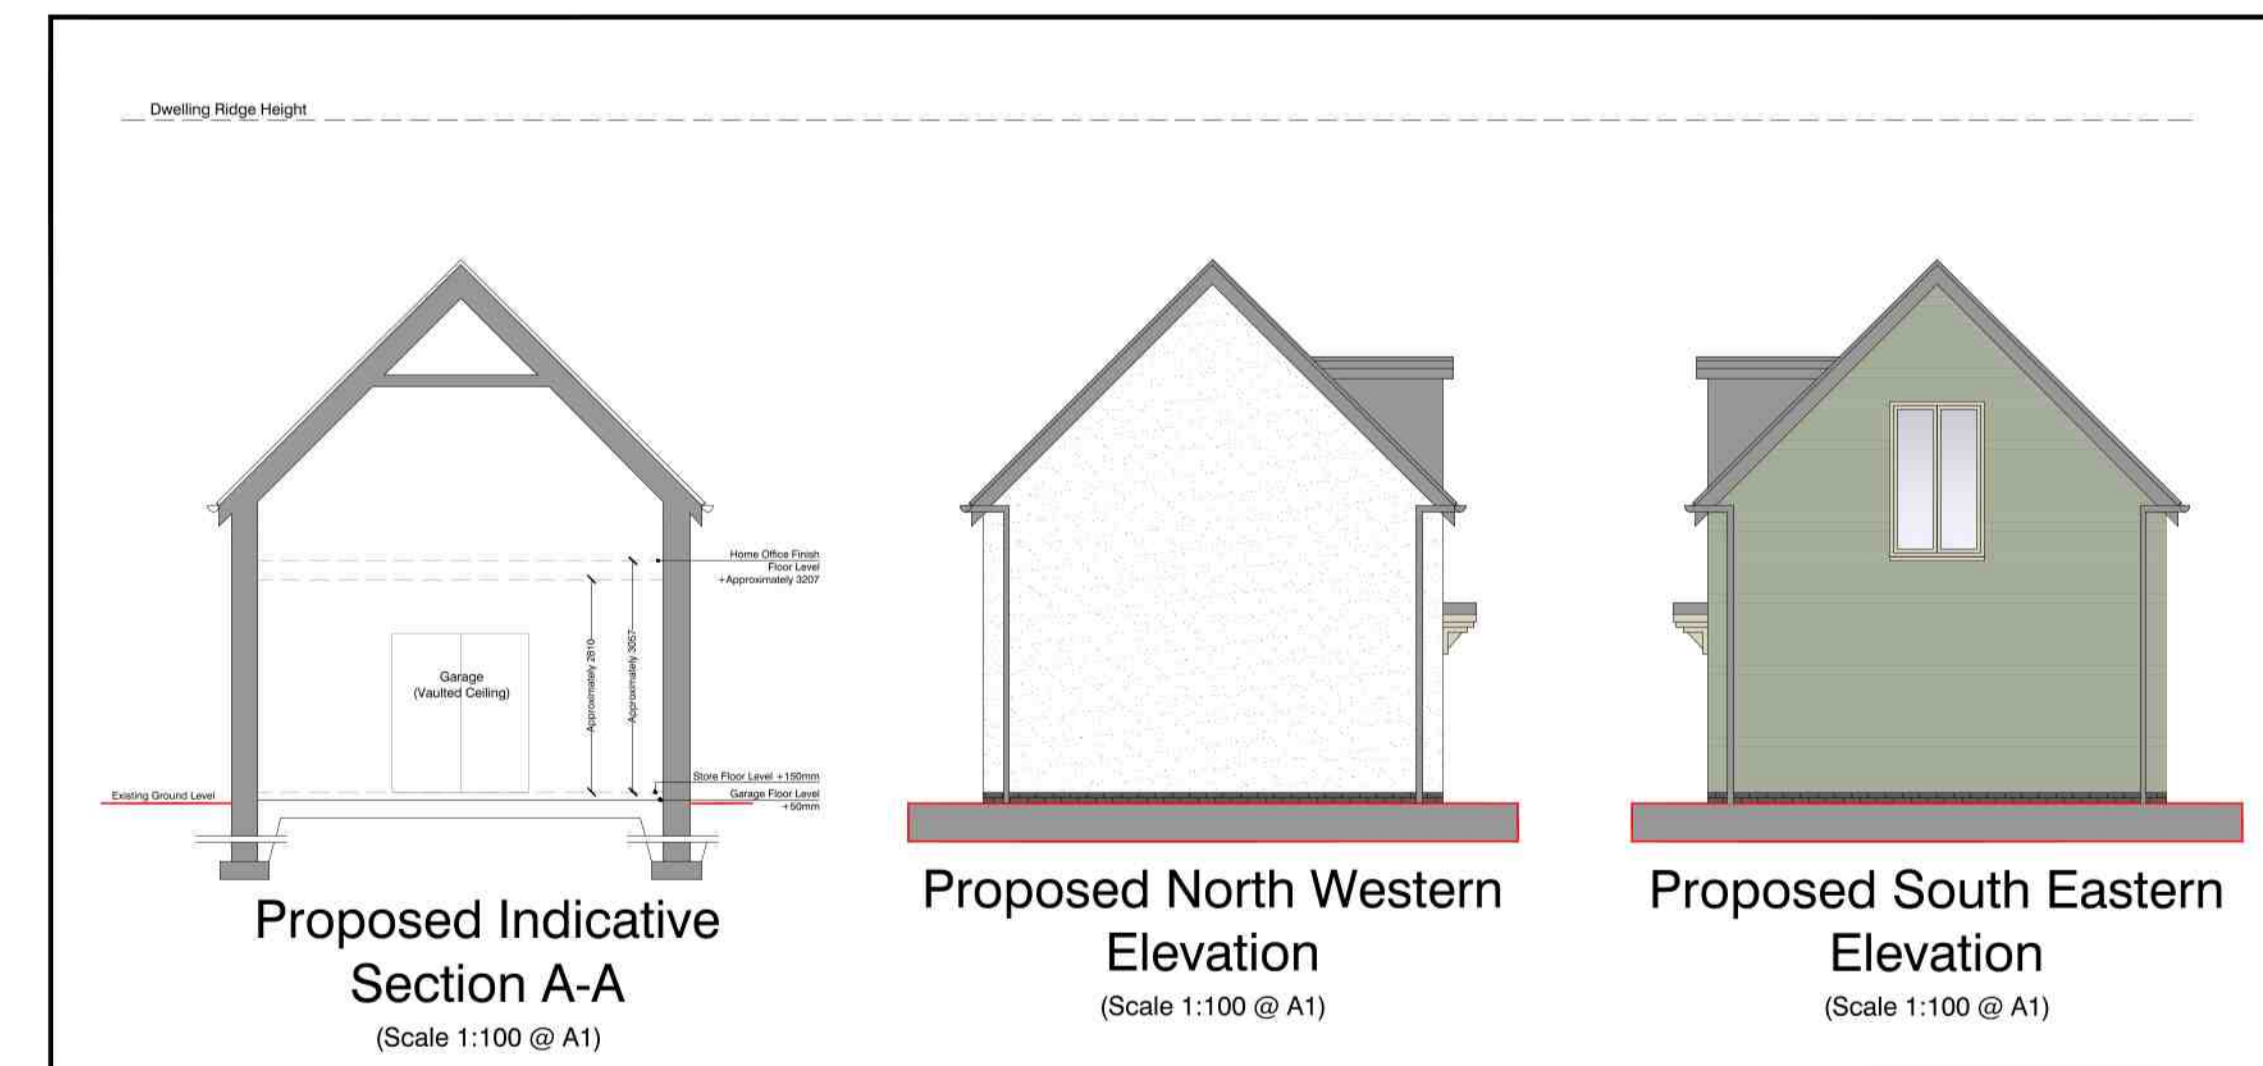 Dwelling Ridge Height
Home Office Finish
Floor Level
+Approximately 3207
Approximately 2810
Approximately 3057
Garage
(Vaulted Ceiling)
Store Floor Level +150mm
Garage Floor Level
+50mm
Existing Ground Level
Proposed Indicative
Section A-A
(Scale 1:100 @ A1)
Proposed North Western
Elevation
(Scale 1:100 @ A1)
Proposed South Eastern
Elevation
(Scale 1:100 @ A1)